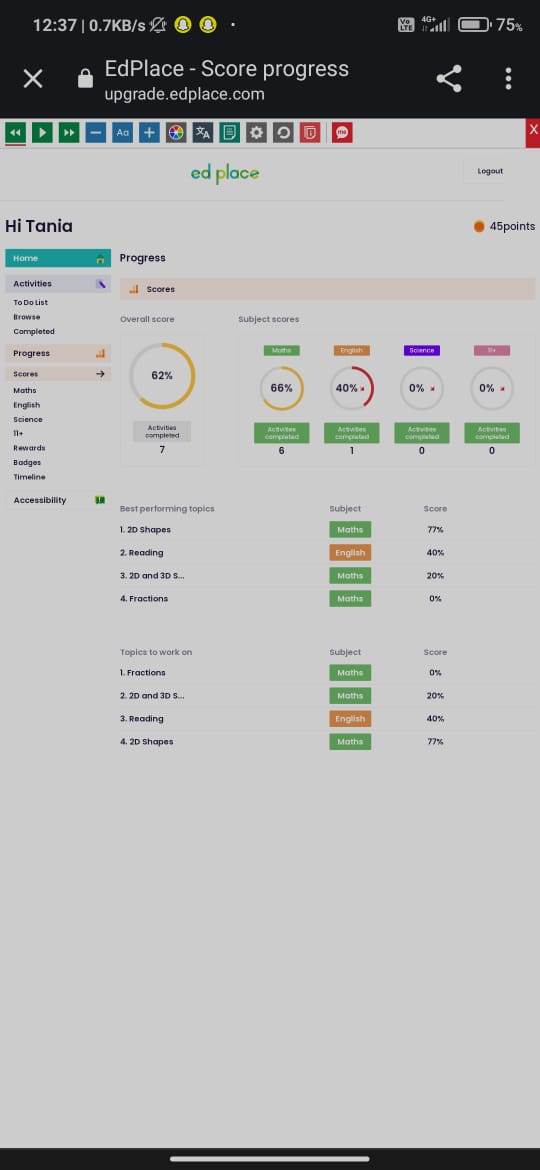 12:37 | 0.7KB/s
Vo LTE 4G+ 75%
EdPlace - Score progress
upgrade.edplace.com
Aa
me
X
ed place
Logout
Hi Tania
45points
Home
Progress
Activities
Scores
To Do List
Browse
Completed
Overall score
Subject scores
Progress
Scores
Maths
English
Science
11+
Rewards
Badges
Timeline
Accessibility
Maths English Science 11+
62%
66% 40% 0% 0%
Activities completed
7
Activities completed
6
Activities completed
1
Activities completed
0
Activities completed
0
Best performing topics Subject Score
1. 2D Shapes Maths 77%
2. Reading English 40%
3. 2D and 3D S... Maths 20%
4. Fractions Maths 0%
Topics to work on Subject Score
1. Fractions Maths 0%
2. 2D and 3D S... Maths 20%
3. Reading English 40%
4. 2D Shapes Maths 77%